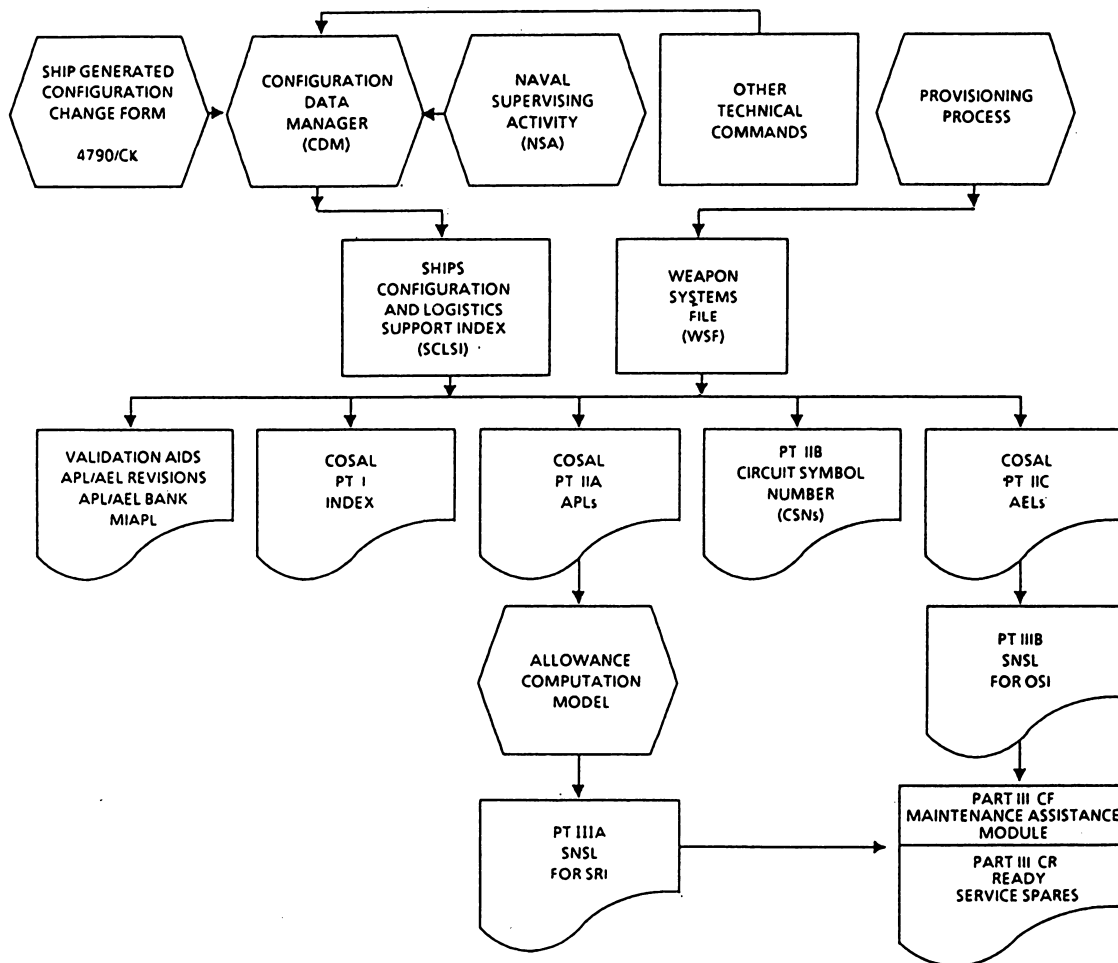 SHIP GENERATED
CONFIGURATION
CHANGE FORM
4790/CK
CONFIGURATION
DATA
MANAGER
(CDM)
NAVAL
SUPERVISING
ACTIVITY
(NSA)
OTHER
TECHNICAL
COMMANDS
PROVISIONING
PROCESS
SHIPS
CONFIGURATION
AND LOGISTICS
SUPPORT INDEX
(SCLSI)
WEAPON
SYSTEMS
FILE
(WSF)
VALIDATION AIDS
APL/AEL REVISIONS
APL/AEL BANK
MIAPL
COSAL
PT I
INDEX
COSAL
PT IIA
APLs
PT IIB
CIRCUIT SYMBOL
NUMBER
(CSNs)
COSAL
PT IIC
AELs
ALLOWANCE
COMPUTATION
MODEL
PT IIIB
SNSL
FOR OSI
PT IIIA
SNSL
FOR SRI
PART III CF
MAINTENANCE ASSISTANCE
MODULE
PART III CR
READY
SERVICE SPARES